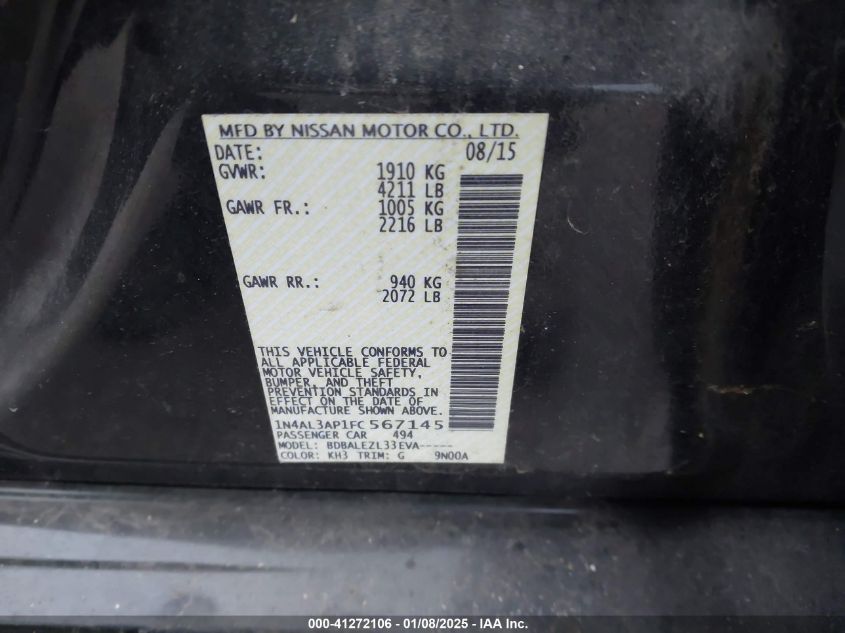 MFD BY NISSAN MOTOR CO., LTD.
DATE: 08/15
GVWR: 1910 KG
4211 LB
GAWR FR.: 1005 KG
2216 LB
GAWR RR.: 940 KG
2072 LB
THIS VEHICLE CONFORMS TO
ALL APPLICABLE FEDERAL
MOTOR VEHICLE SAFETY,
BUMPER, AND THEFT
PREVENTION STANDARDS IN
EFFECT ON THE DATE OF
MANUFACTURE SHOWN ABOVE.
1N4AL3AP1FC567145
PASSENGER CAR 494
MODEL: BDBALEZL33EVA-----
COLOR: KH3 TRIM: G 9N00A
000-41272106 - 01/08/2025 - IAA Inc.